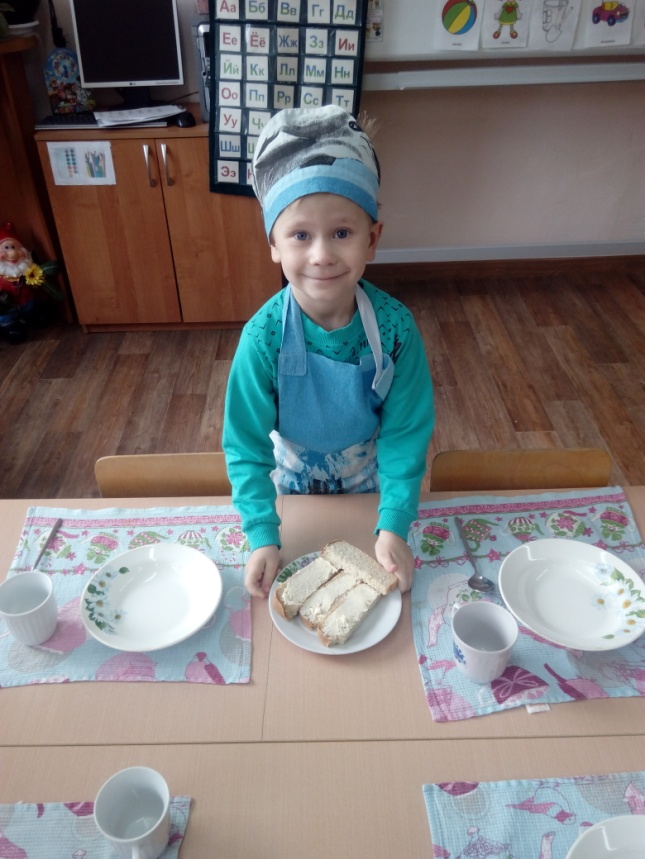 Аа Бб Вв Гг Дд
Ее Ёё Жж Зз Ии
Йй Кк Лл Мм Нн
Оо Пп Рр Сс Тт
Уу
Шш
Ээ